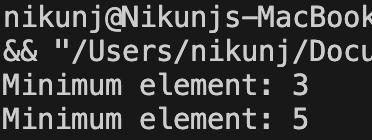 nikunj@Nikunjs-MacBook
&& "/Users/nikunj/Docu
Minimum element: 3
Minimum element: 5